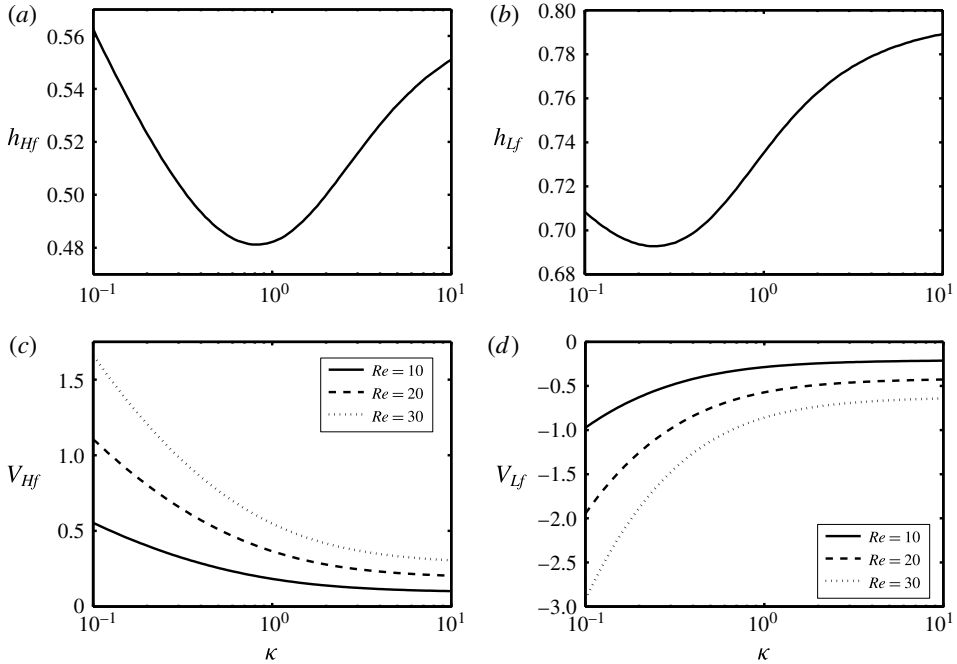 (a)
0.56
0.54
h_Hf 0.52
0.50
0.48
10^-1 10^0 10^1
(b)
0.80
0.78
0.76
h_Lf 0.74
0.72
0.70
0.68
10^-1 10^0 10^1
(c)
1.5
1.0
V_Hf
0.5
0
10^-1 10^0 10^1
κ
Re = 10
Re = 20
Re = 30
(d)
0
−0.5
−1.0
V_Lf −1.5
−2.0
−2.5
−3.0
10^-1 10^0 10^1
κ
Re = 10
Re = 20
Re = 30